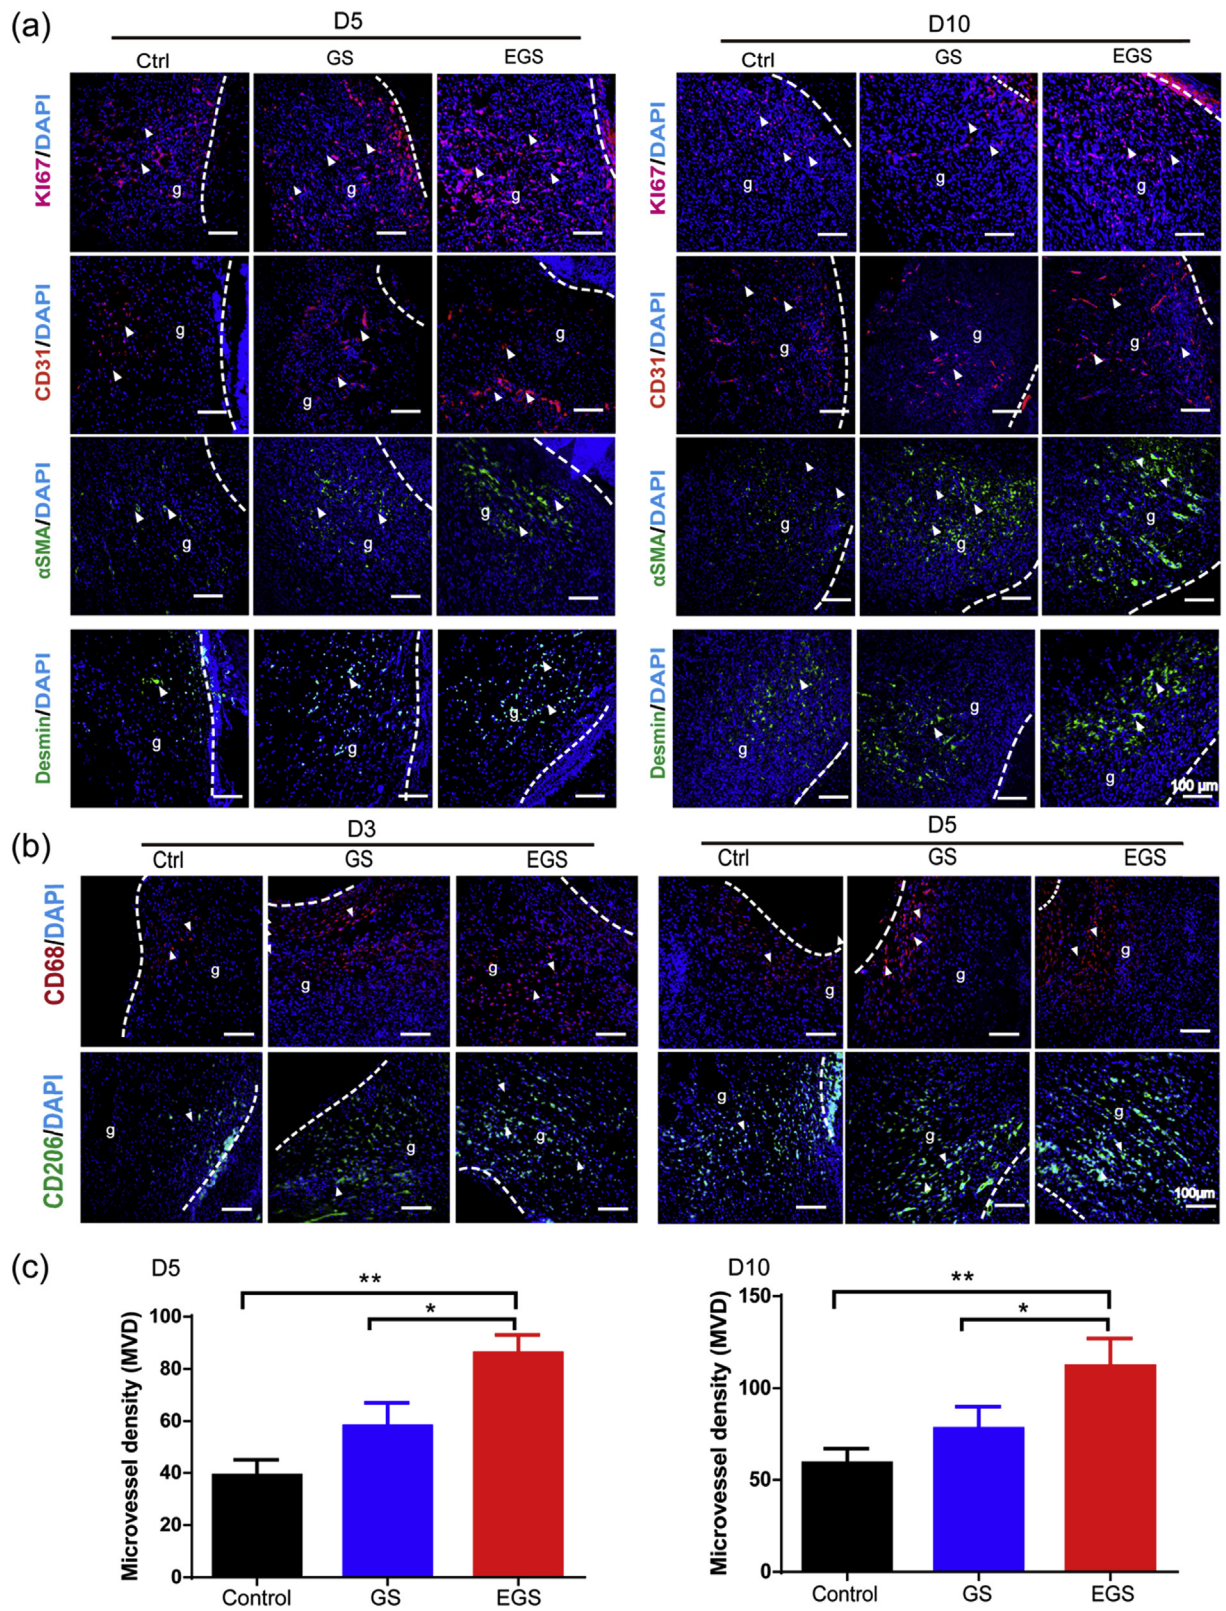 (a)
D5
D10
Ctrl GS EGS Ctrl GS EGS
KI67/DAPI
g g g
KI67/DAPI
g g g
CD31/DAPI
g g g
CD31/DAPI
g g g
αSMA/DAPI
g g g
αSMA/DAPI
g g g
Desmin/DAPI
g g g
Desmin/DAPI
g g g
100 µm
(b)
D3
D5
Ctrl GS EGS Ctrl GS EGS
CD68/DAPI
g g g g g g
CD206/DAPI
g g g g g g
100µm
(c)
D5
**
*
Microvessel density (MVD)
100
80
60
40
20
0
Control GS EGS
D10
**
*
Microvessel density (MVD)
150
100
50
0
Control GS EGS